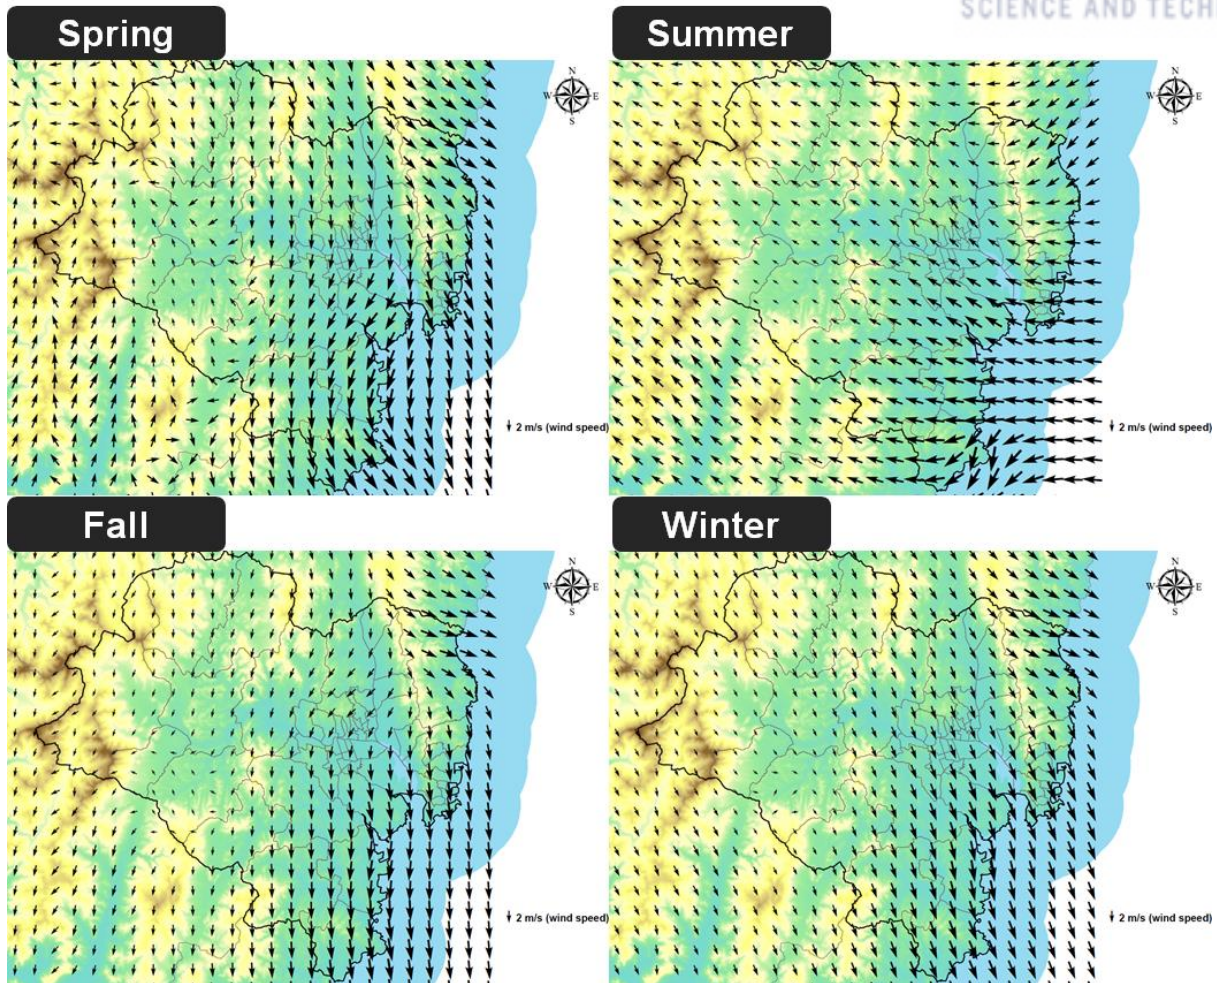 SCIENCE AND TECH
Spring
Summer
N
W E
S
N
W E
S
2 m/s (wind speed)
2 m/s (wind speed)
Fall
Winter
N
W E
S
N
W E
S
2 m/s (wind speed)
2 m/s (wind speed)